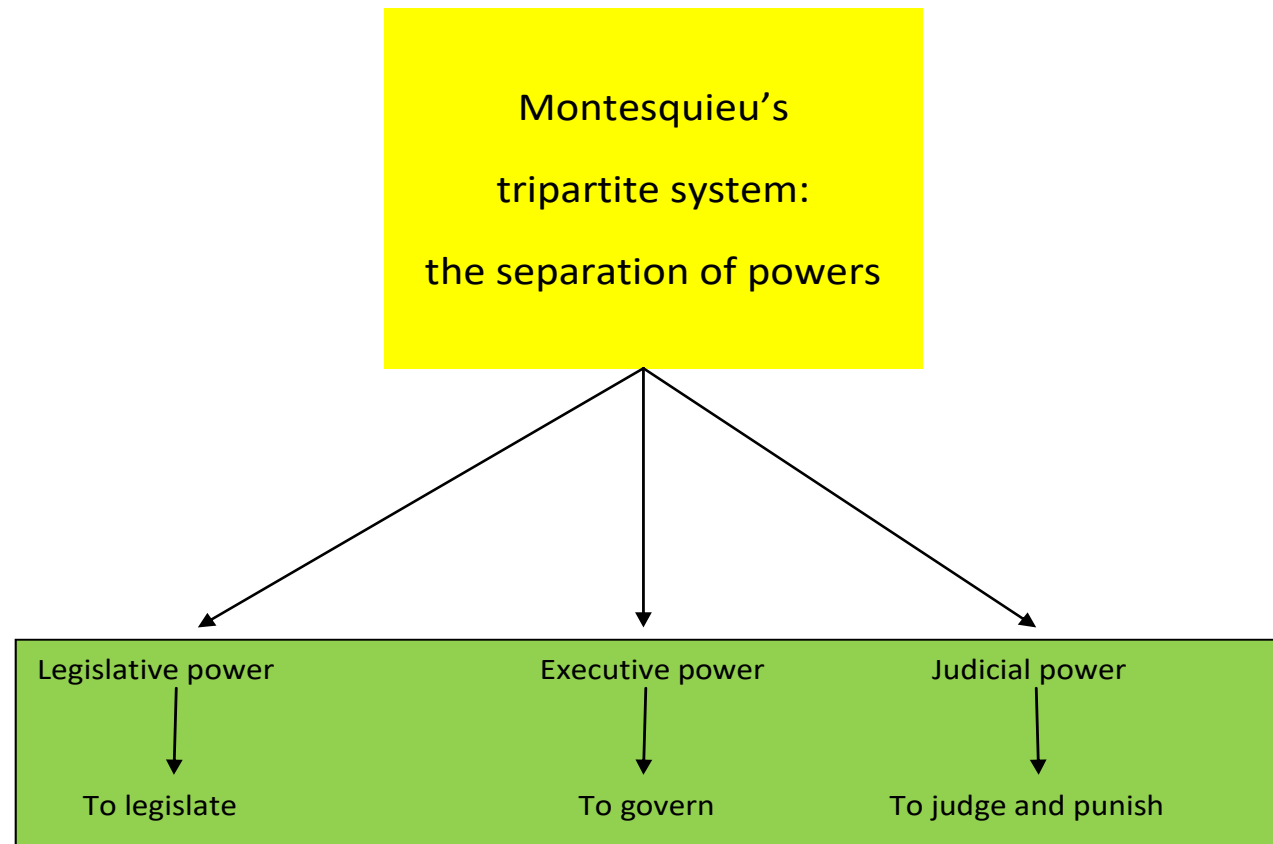 Montesquieu’s
tripartite system:
the separation of powers
Legislative power
Executive power
Judicial power
To legislate
To govern
To judge and punish